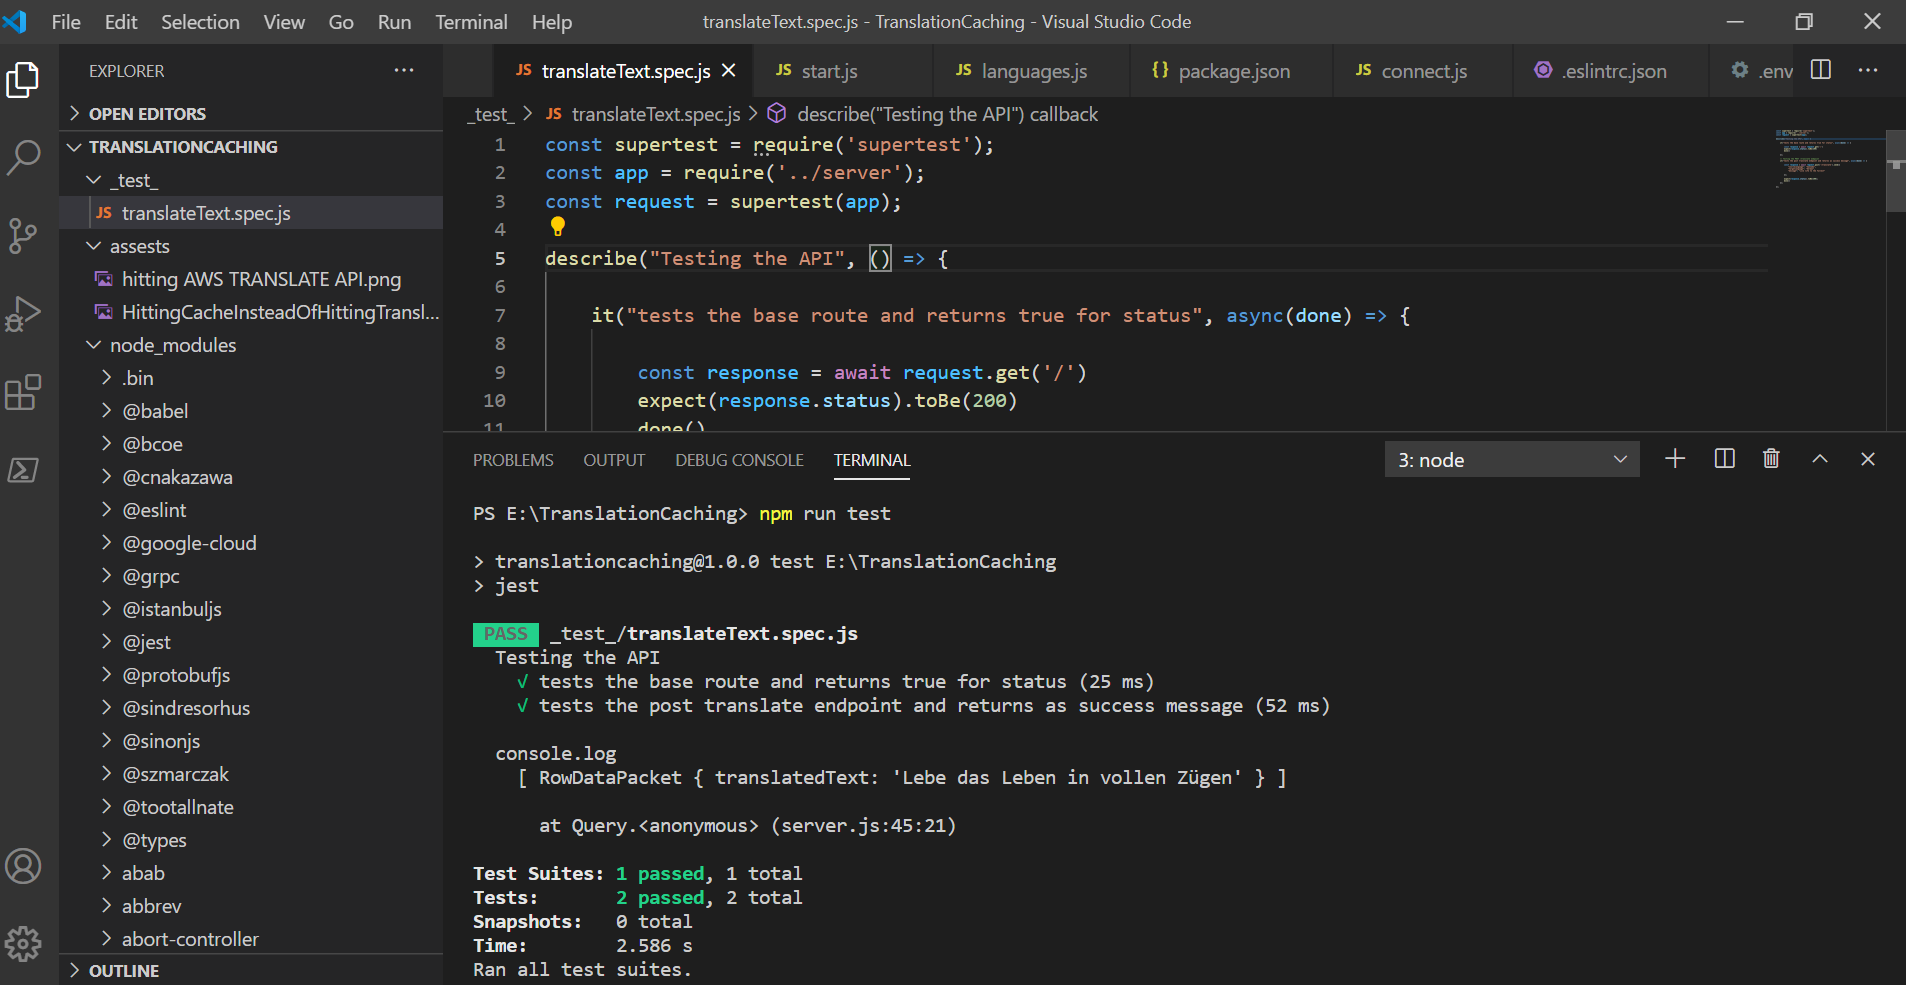 File Edit Selection View Go Run Terminal Help translateText.spec.js - TranslationCaching - Visual Studio Code
EXPLORER
OPEN EDITORS
TRANSLATIONCACHING
_test_
JS translateText.spec.js
assests
hitting AWS TRANSLATE API.png
HittingCacheInsteadOfHittingTransl...
node_modules
.bin
@babel
@bcoe
@cnakazawa
@eslint
@google-cloud
@grpc
@istanbuljs
@jest
@protobufjs
@sindresorhus
@sinonjs
@szmarczak
@tootallnate
@types
abab
abbrev
abort-controller
OUTLINE
JS translateText.spec.js JS start.js JS languages.js {} package.json JS connect.js .eslintrc.json .env
_test_ > JS translateText.spec.js > describe("Testing the API") callback
1 const supertest = require('supertest');
2 const app = require('../server');
3 const request = supertest(app);
4
5 describe("Testing the API", () => {
6
7 it("tests the base route and returns true for status", async(done) => {
8
9 const response = await request.get('/')
10 expect(response.status).toBe(200)
11 done()
PROBLEMS OUTPUT DEBUG CONSOLE TERMINAL 3: node
PS E:\TranslationCaching> npm run test
> translationcaching@1.0.0 test E:\TranslationCaching
> jest
PASS _test_/translateText.spec.js
Testing the API
√ tests the base route and returns true for status (25 ms)
√ tests the post translate endpoint and returns as success message (52 ms)
console.log
[ RowDataPacket { translatedText: 'Lebe das Leben in vollen Zügen' } ]
at Query.<anonymous> (server.js:45:21)
Test Suites: 1 passed, 1 total
Tests: 2 passed, 2 total
Snapshots: 0 total
Time: 2.586 s
Ran all test suites.